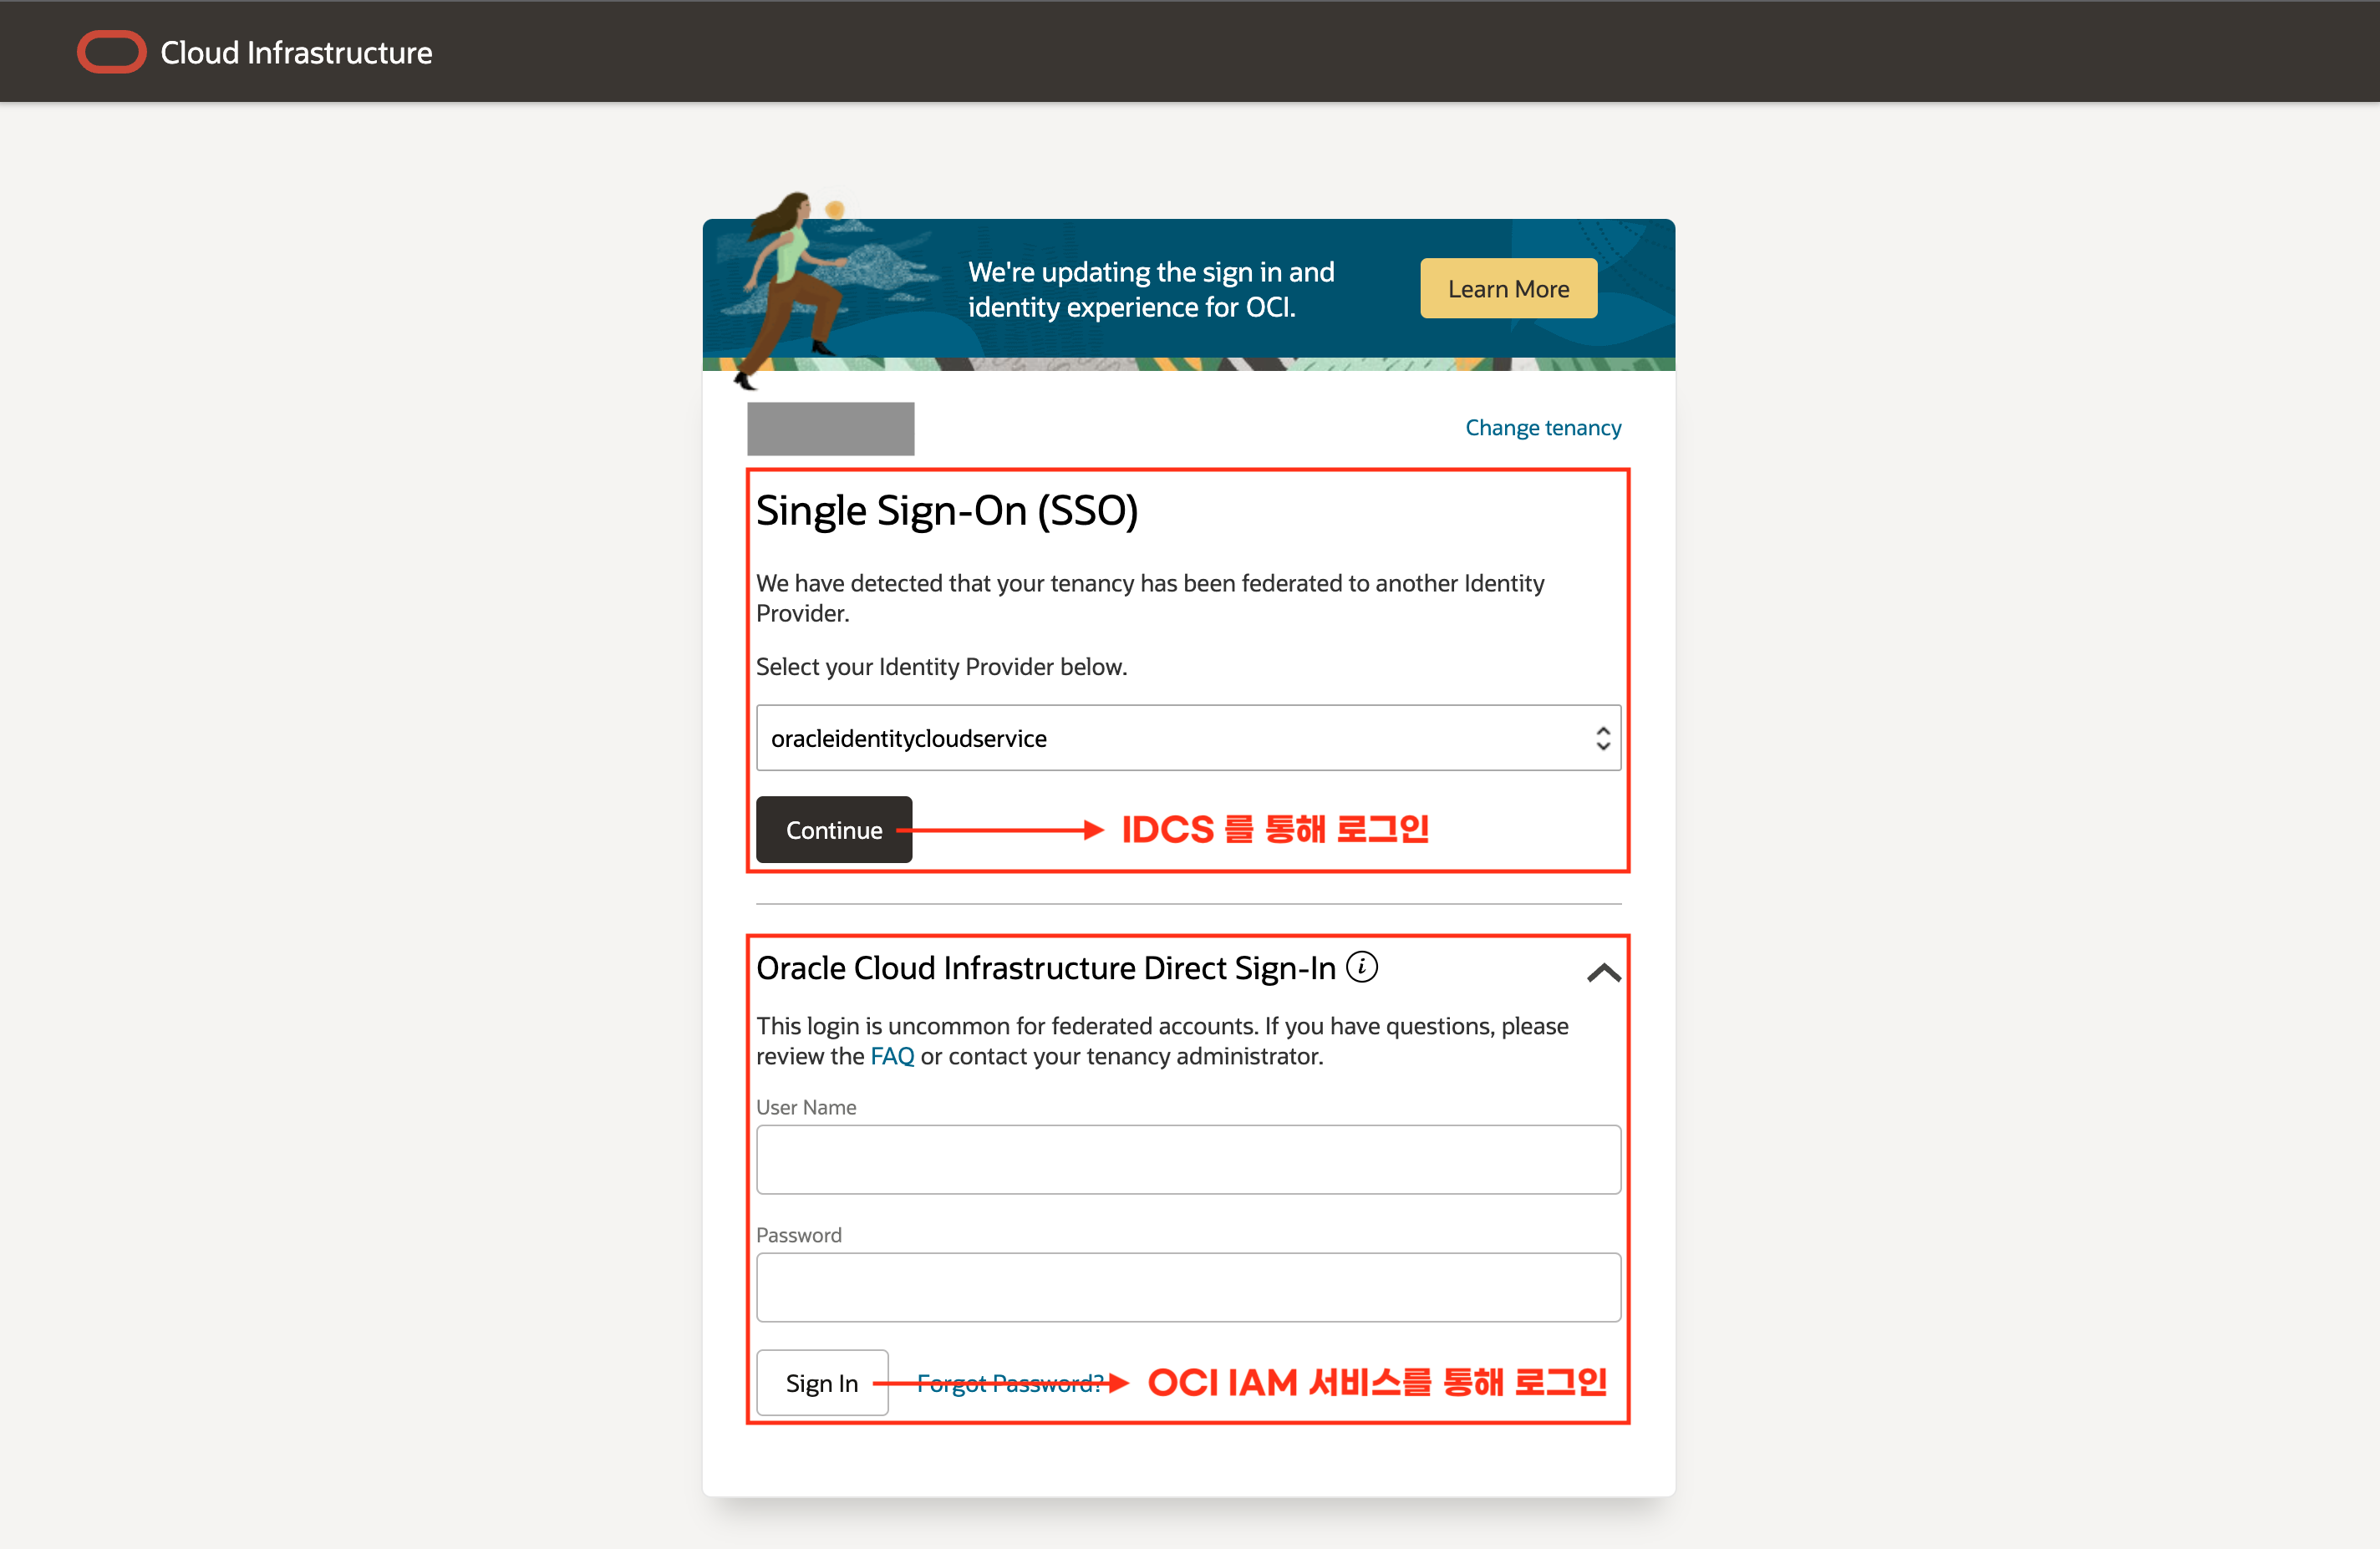 Cloud Infrastructure
We're updating the sign in and
identity experience for OCI.
Learn More
Change tenancy
Single Sign-On (SSO)
We have detected that your tenancy has been federated to another Identity
Provider.
Select your Identity Provider below.
oracleidentitycloudservice
Continue
IDCS 를 통해 로그인
Oracle Cloud Infrastructure Direct Sign-In i
This login is uncommon for federated accounts. If you have questions, please
review the FAQ or contact your tenancy administrator.
User Name
Password
Sign In
Forgot Password?
OCI IAM 서비스를 통해 로그인